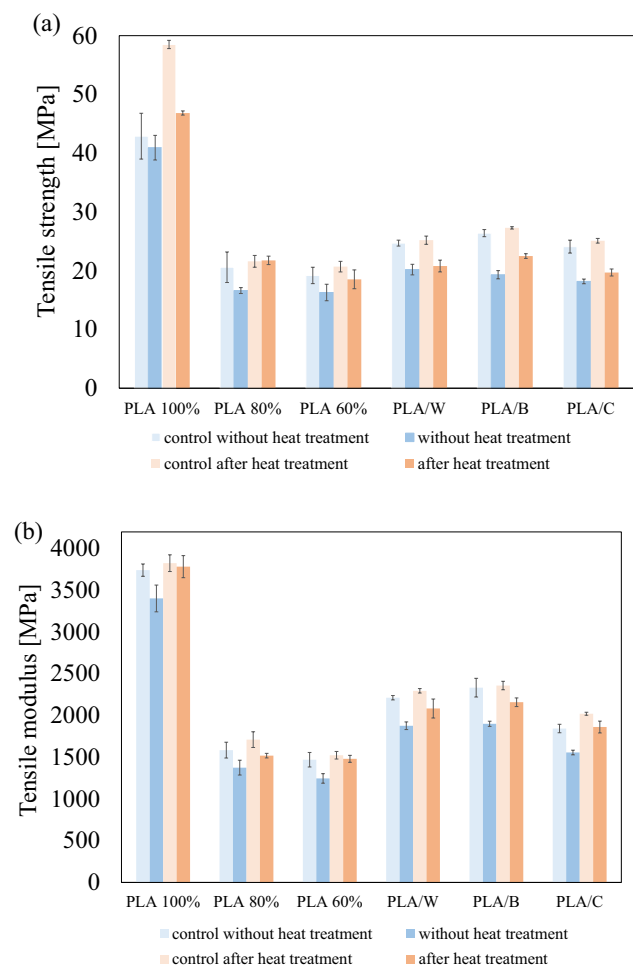 (a)
Tensile strength [MPa]
60
50
40
30
20
10
0
PLA 100% PLA 80% PLA 60% PLA/W PLA/B PLA/C
control without heat treatment without heat treatment
control after heat treatment after heat treatment
(b)
Tensile modulus [MPa]
4000
3500
3000
2500
2000
1500
1000
500
0
PLA 100% PLA 80% PLA 60% PLA/W PLA/B PLA/C
control without heat treatment without heat treatment
control after heat treatment after heat treatment